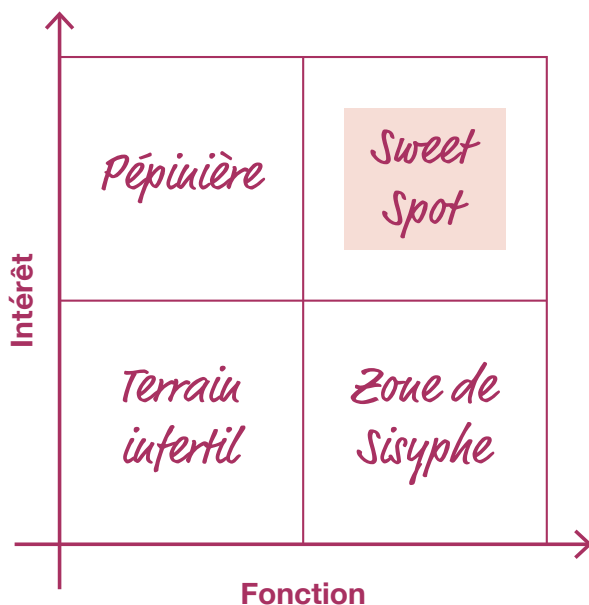 Pépinière
Sweet
Spot
Intérêt
Terrain
infertil
Zone de
Sisyphe
Fonction